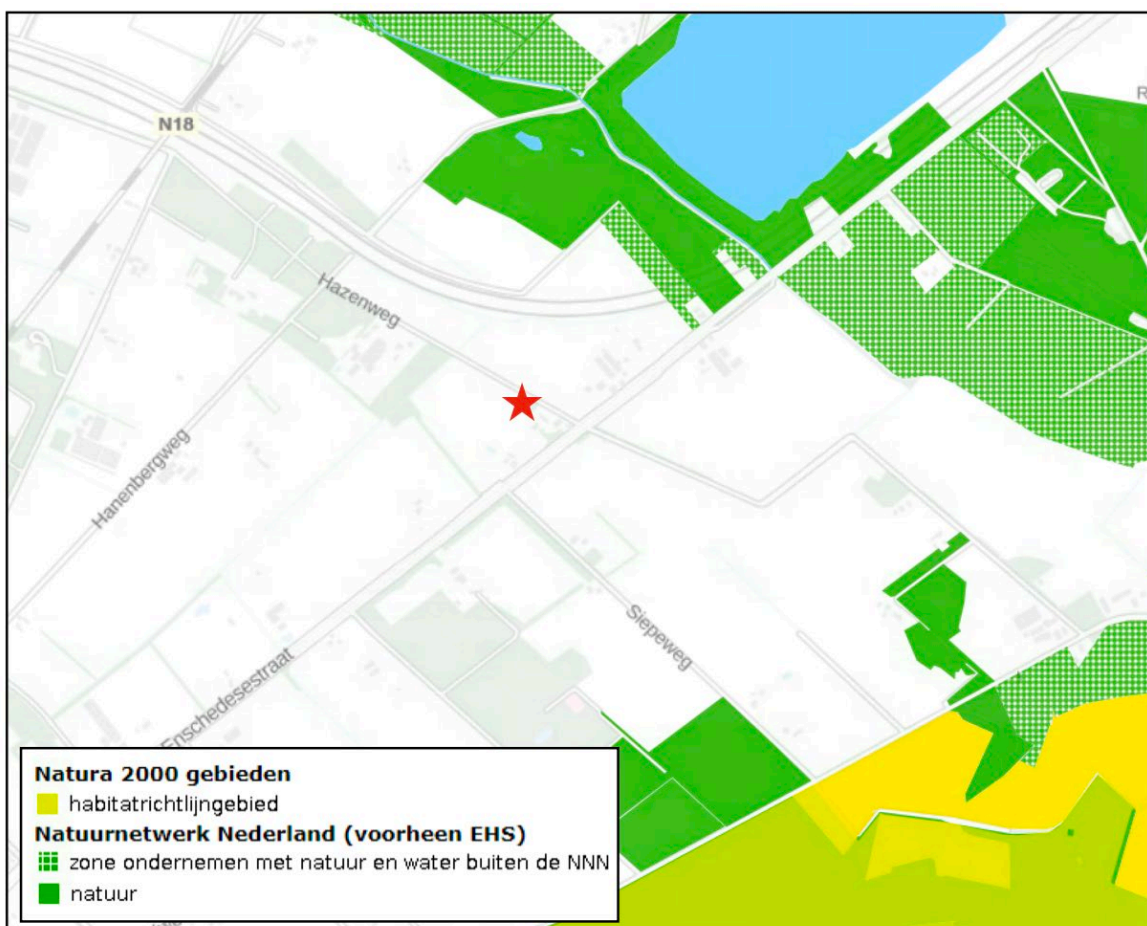 N18
R
Hazenweg
Hanenbergweg
Siepeweg
Enschedesestraat
Natura 2000 gebieden
habitatrichtlijngebied
Natuurnetwerk Nederland (voorheen EHS)
zone ondernemen met natuur en water buiten de NNN
natuur